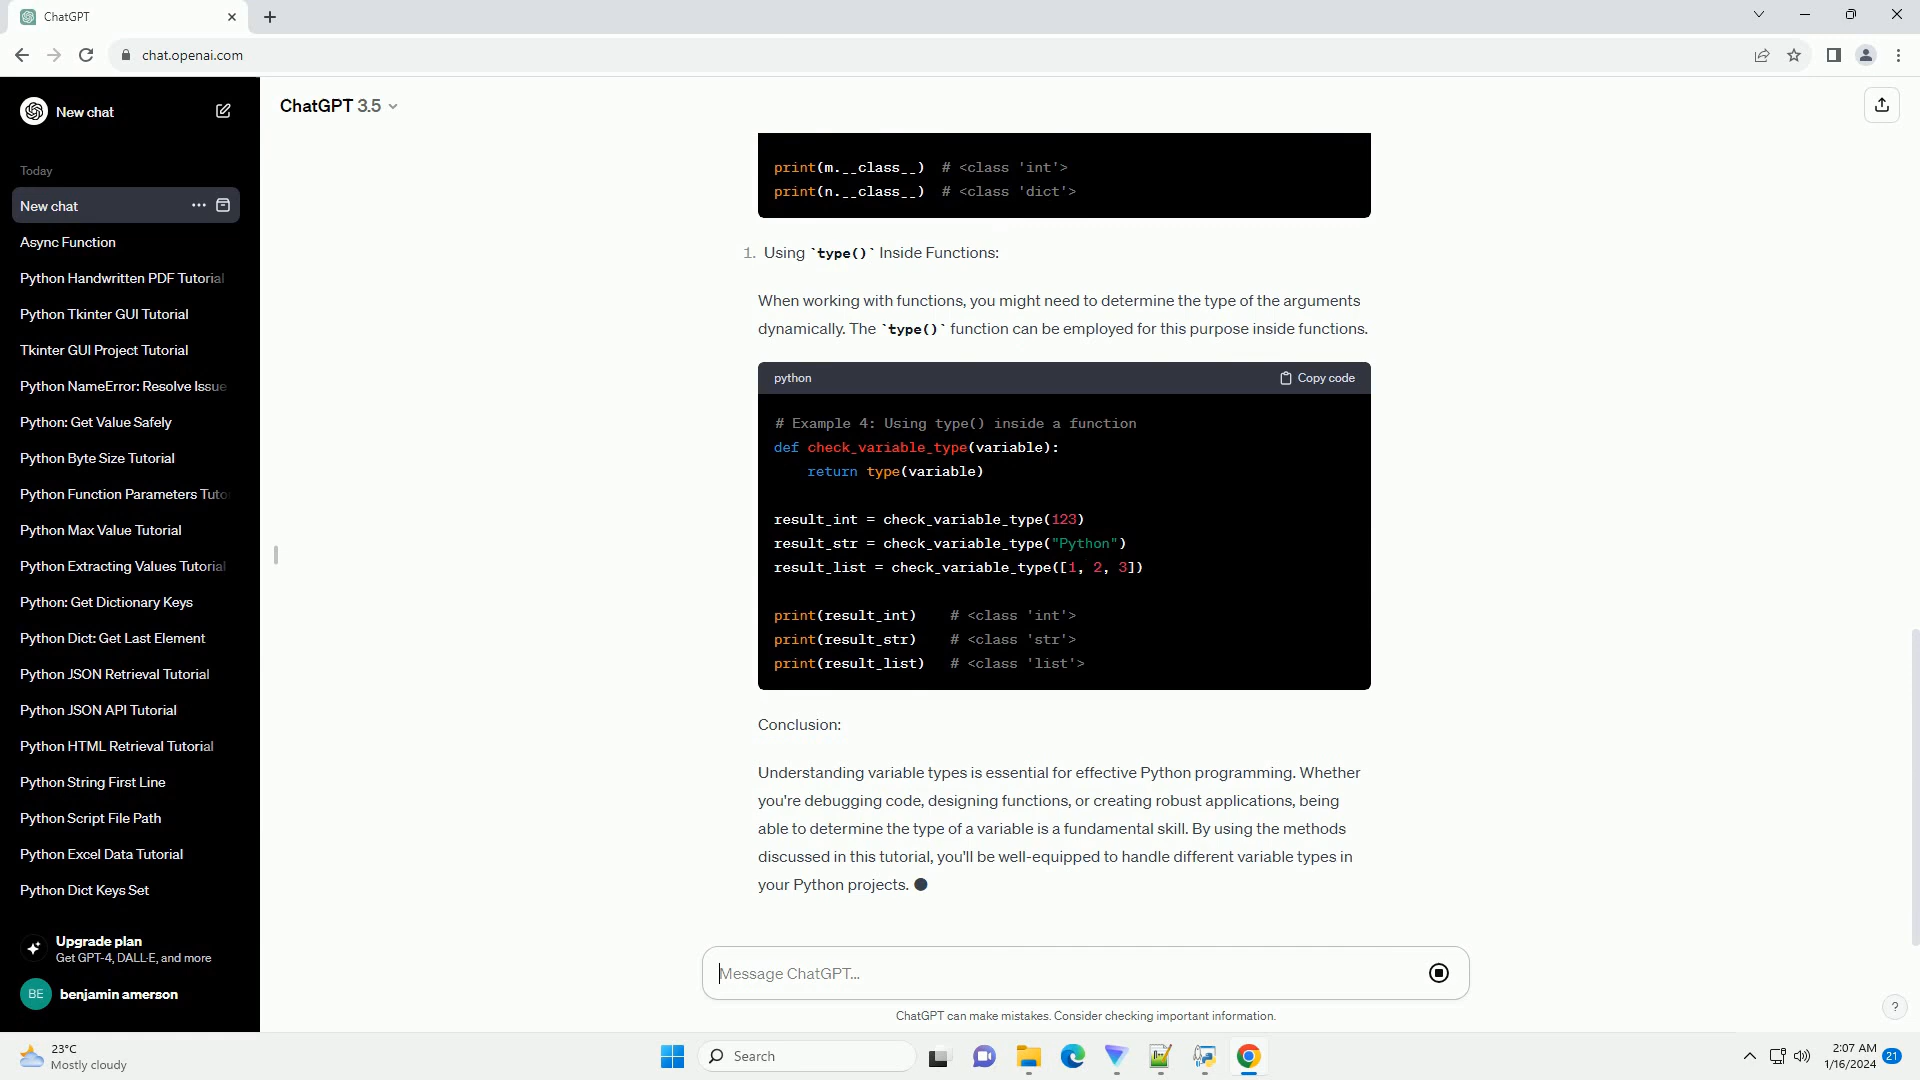 ChatGPT
chat.openai.com
New chat
Today
New chat
Async Function
Python Handwritten PDF Tutorial
Python Tkinter GUI Tutorial
Tkinter GUI Project Tutorial
Python NameError: Resolve Issue
Python: Get Value Safely
Python Byte Size Tutorial
Python Function Parameters Tuto
Python Max Value Tutorial
Python Extracting Values Tutorial
Python: Get Dictionary Keys
Python Dict: Get Last Element
Python JSON Retrieval Tutorial
Python JSON API Tutorial
Python HTML Retrieval Tutorial
Python String First Line
Python Script File Path
Python Excel Data Tutorial
Python Dict Keys Set
Upgrade plan
Get GPT-4, DALL·E, and more
BE benjamin amerson
ChatGPT 3.5
print(m.__class__)  # <class 'int'>
print(n.__class__)  # <class 'dict'>
1. Using `type()` Inside Functions:
When working with functions, you might need to determine the type of the arguments
dynamically. The `type()` function can be employed for this purpose inside functions.
python Copy code
# Example 4: Using type() inside a function
def check_variable_type(variable):
    return type(variable)
result_int = check_variable_type(123)
result_str = check_variable_type("Python")
result_list = check_variable_type([1, 2, 3])
print(result_int)    # <class 'int'>
print(result_str)    # <class 'str'>
print(result_list)   # <class 'list'>
Conclusion:
Understanding variable types is essential for effective Python programming. Whether
you're debugging code, designing functions, or creating robust applications, being
able to determine the type of a variable is a fundamental skill. By using the methods
discussed in this tutorial, you'll be well-equipped to handle different variable types in
your Python projects.
Message ChatGPT...
ChatGPT can make mistakes. Consider checking important information.
?
23°C
Mostly cloudy
Search
2:07 AM
1/16/2024
21